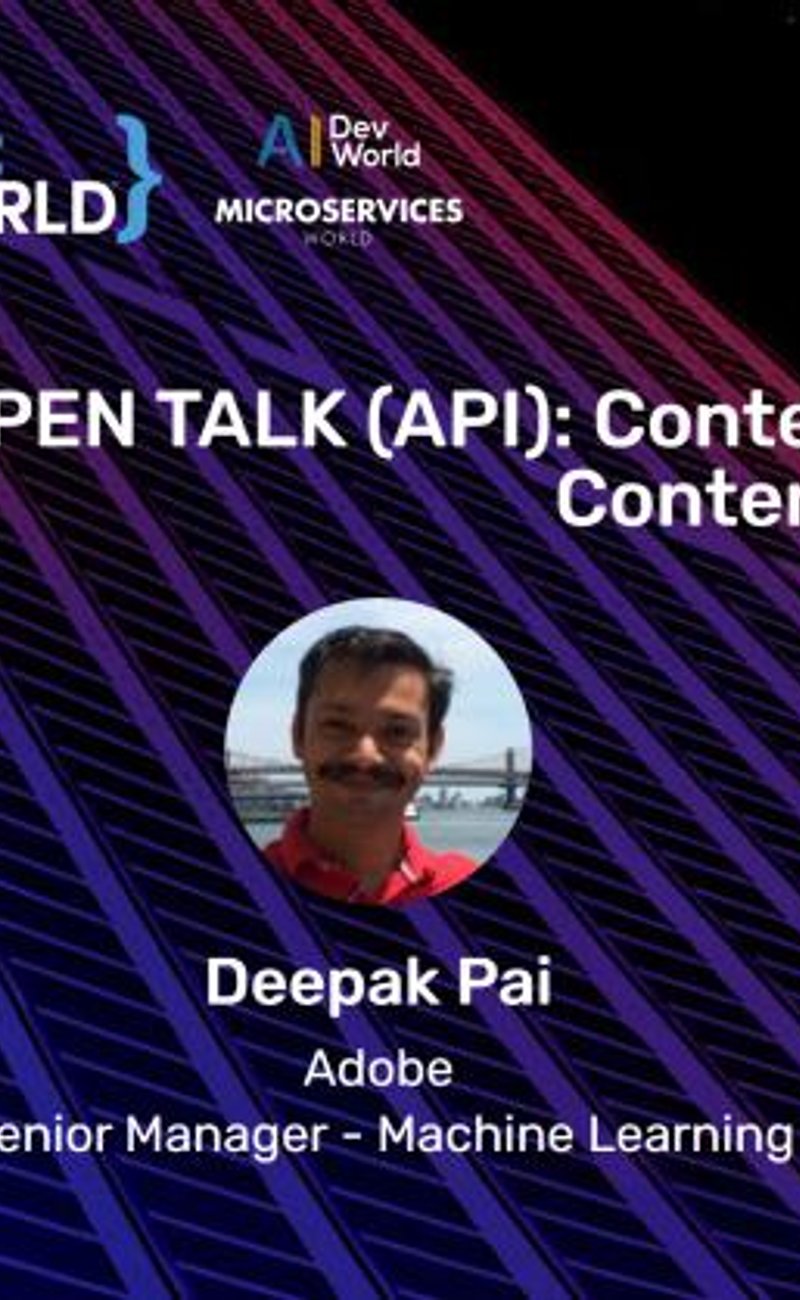 RLD}
AI Dev
World
MICROSERVICES
WORLD
PEN TALK (API): Conte
Conter
Deepak Pai
Adobe
enior Manager - Machine Learning